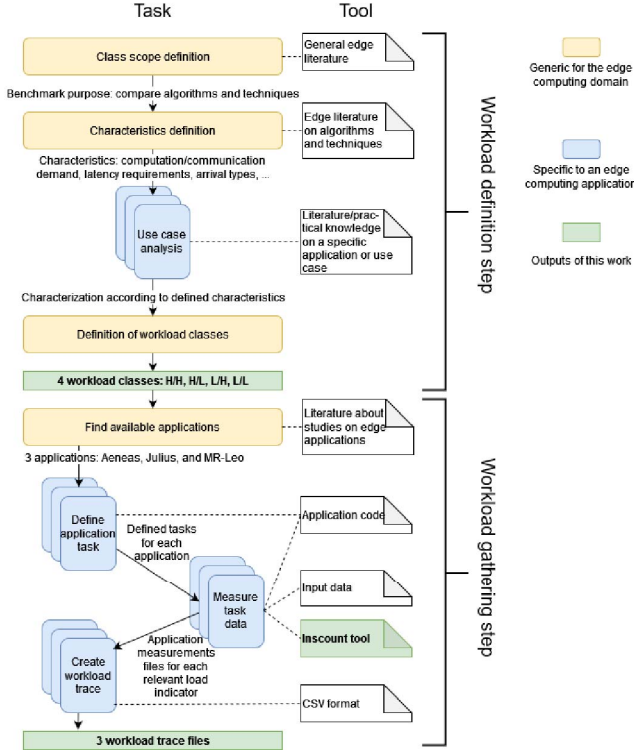 Task
Tool
Class scope definition
General edge
literature
Benchmark purpose: compare algorithms and techniques
Characteristics definition
Edge literature
on algorithms
and techniques
Characteristics: computation/communication
demand, latency requirements, arrival types, ...
Use case
analysis
Literature/prac-
tical knowledge
on a specific
application or use
case
Characterization according to defined characteristics
Definition of workload classes
4 workload classes: H/H, H/L, L/H, L/L
Workload definition step
Find available applications
Literature about
studies on edge
applications
3 applications: Aeneas, Julius, and MR-Leo
Define
application
task
Application code
Defined tasks
for each
application
Measure
task
data
Input data
Inscount tool
Application
measurements
files for each
relevant load
indicator
Create
workload
trace
CSV format
3 workload trace files
Workload gathering step
Generic for the edge
computing domain
Specific to an edge
computing application
Outputs of this work